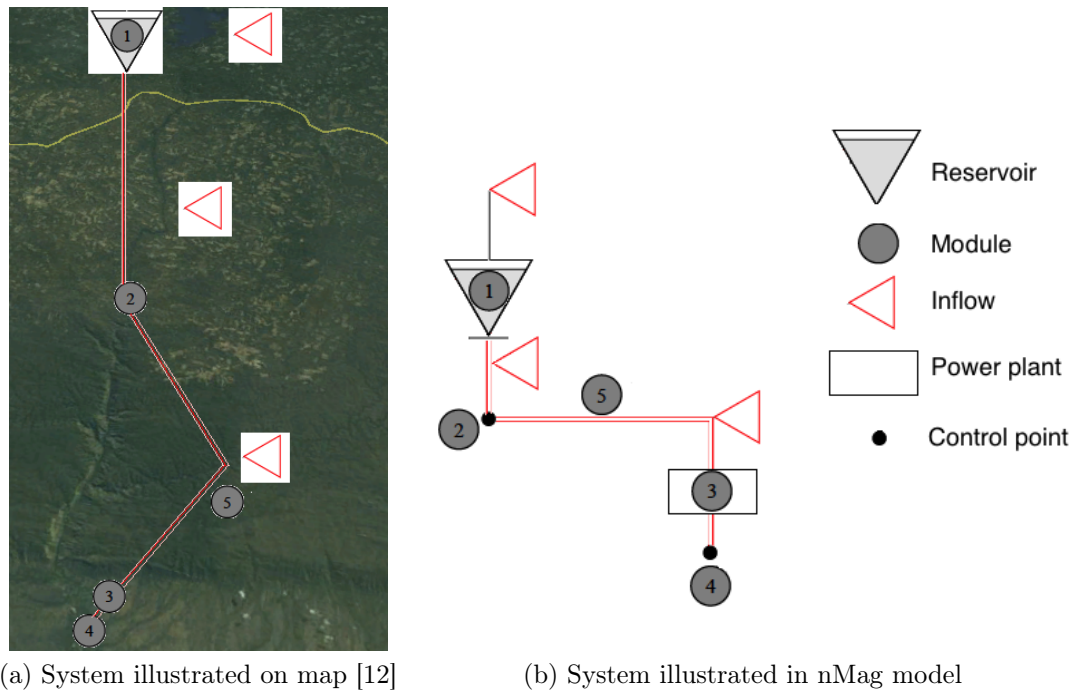 1
2
5
3
4
1
2
5
3
4
Reservoir
Module
Inflow
Power plant
Control point
(a) System illustrated on map [12]
(b) System illustrated in nMag model